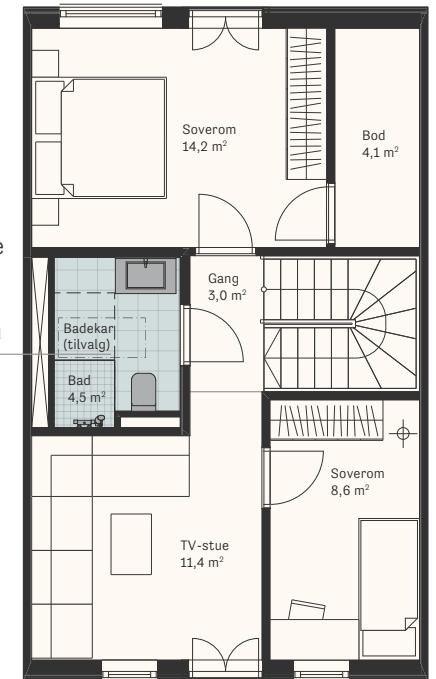 Soverom
14,2 m²
Bod
4,1 m²
e
Gang
3,0 m²
Badekar
(tilvalg)
Bad
4,5 m²
Soverom
8,6 m²
TV-stue
11,4 m²